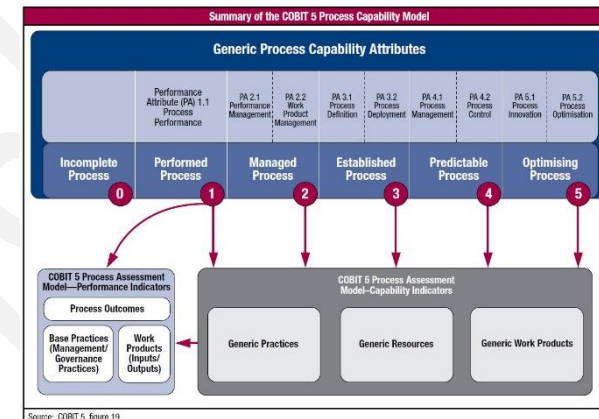 Summary of the COBIT 5 Process Capability Model
Generic Process Capability Attributes
Performance
Attribute (PA) 1.1
Process
Performance
PA 2.1
Performance
Management
PA 2.2
Work
Product
Management
PA 3.1
Process
Definition
PA 3.2
Process
Deployment
PA 4.1
Process
Management
PA 4.2
Process
Control
PA 5.1
Process
Innovation
PA 5.2
Process
Optimisation
Incomplete
Process
0
Performed
Process
1
Managed
Process
2
Established
Process
3
Predictable
Process
4
Optimising
Process
5
COBIT 5 Process Assessment
Model—Performance Indicators
Process Outcomes
Base Practices
(Management/
Governance
Practices)
Work
Products
(Inputs/
Outputs)
COBIT 5 Process Assessment
Model–Capability Indicators
Generic Practices
Generic Resources
Generic Work Products
Source: COBIT 5, figure 19